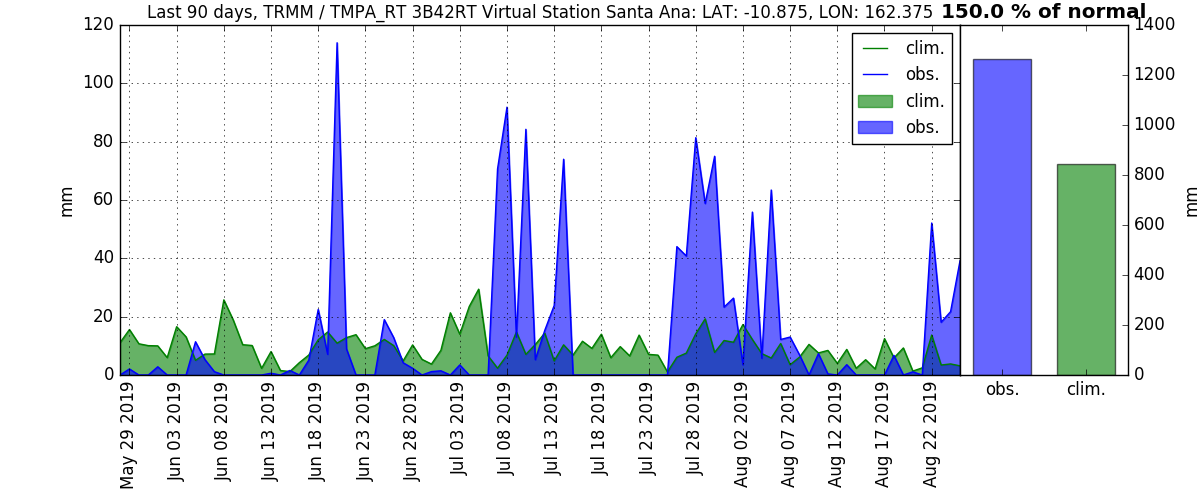 Last 90 days, TRMM / TMPA_RT 3B42RT Virtual Station Santa Ana: LAT: -10.875, LON: 162.375 150.0 % of normal
120
100
80
60
40
20
0
mm
clim.
obs.
clim.
obs.
1400
1200
1000
800
600
400
200
0
mm
May 29 2019
Jun 03 2019
Jun 08 2019
Jun 13 2019
Jun 18 2019
Jun 23 2019
Jun 28 2019
Jul 03 2019
Jul 08 2019
Jul 13 2019
Jul 18 2019
Jul 23 2019
Jul 28 2019
Aug 02 2019
Aug 07 2019
Aug 12 2019
Aug 17 2019
Aug 22 2019
obs.
clim.